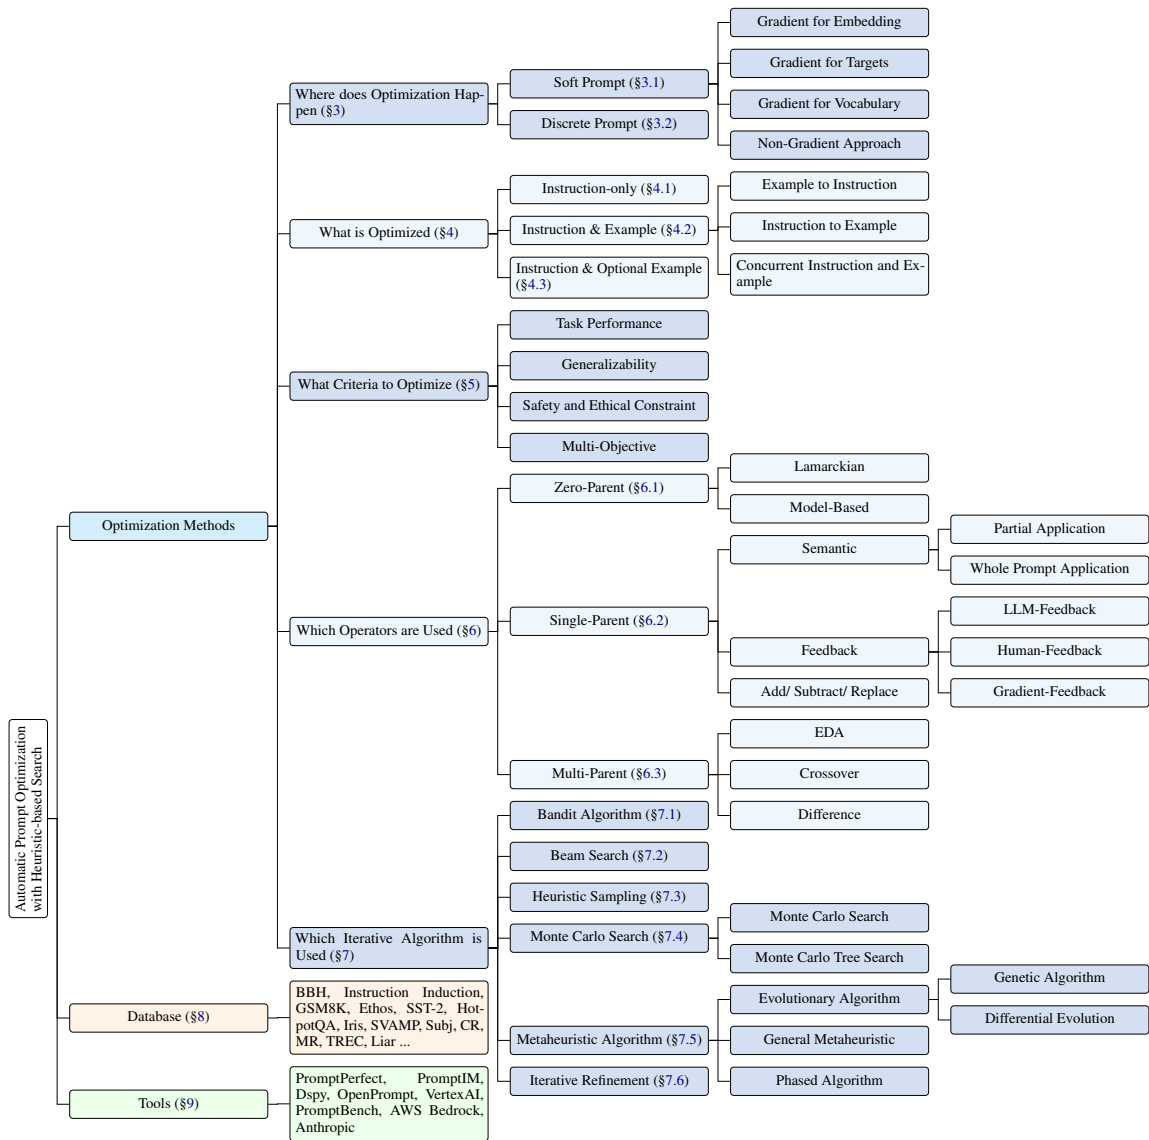 Automatic Prompt Optimization
with Heuristic-based Search
Optimization Methods
Where does Optimization Hap-
pen (§3)
Soft Prompt (§3.1)
Gradient for Embedding
Gradient for Targets
Gradient for Vocabulary
Non-Gradient Approach
Discrete Prompt (§3.2)
What is Optimized (§4)
Instruction-only (§4.1)
Instruction & Example (§4.2)
Example to Instruction
Instruction to Example
Concurrent Instruction and Ex-
ample
Instruction & Optional Example
(§4.3)
What Criteria to Optimize (§5)
Task Performance
Generalizability
Safety and Ethical Constraint
Multi-Objective
Which Operators are Used (§6)
Zero-Parent (§6.1)
Lamarckian
Model-Based
Single-Parent (§6.2)
Semantic
Partial Application
Whole Prompt Application
Feedback
LLM-Feedback
Human-Feedback
Gradient-Feedback
Add/ Subtract/ Replace
Multi-Parent (§6.3)
EDA
Crossover
Difference
Which Iterative Algorithm is
Used (§7)
Bandit Algorithm (§7.1)
Beam Search (§7.2)
Heuristic Sampling (§7.3)
Monte Carlo Search (§7.4)
Monte Carlo Search
Monte Carlo Tree Search
Metaheuristic Algorithm (§7.5)
Evolutionary Algorithm
Genetic Algorithm
Differential Evolution
General Metaheuristic
Phased Algorithm
Iterative Refinement (§7.6)
Database (§8)
BBH, Instruction Induction,
GSM8K, Ethos, SST-2, Hot-
potQA, Iris, SVAMP, Subj, CR,
MR, TREC, Liar ...
Tools (§9)
PromptPerfect, PromptIM,
Dspy, OpenPrompt, VertexAI,
PromptBench, AWS Bedrock,
Anthropic